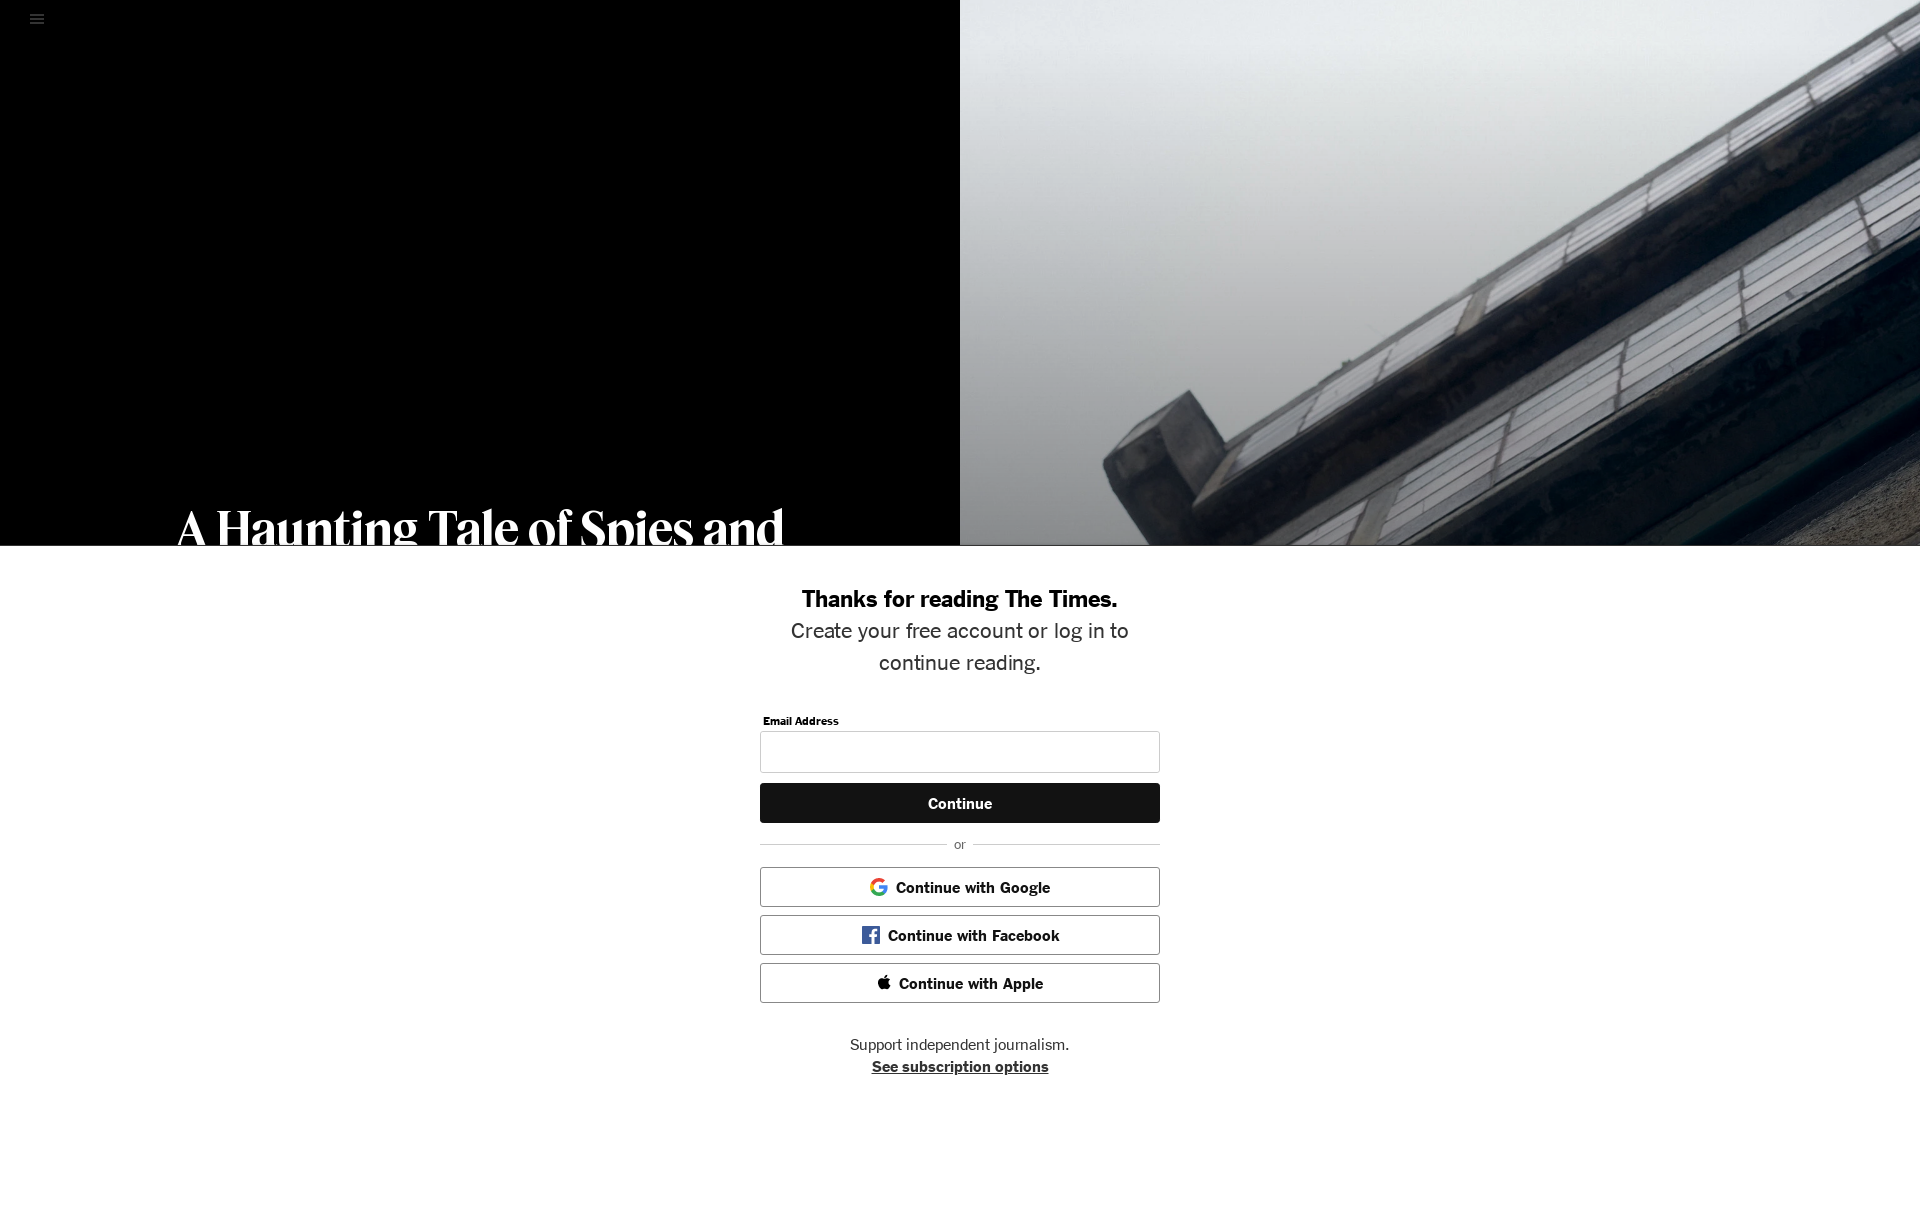 A Haunting Tale of Spies and
Thanks for reading The Times.
Create your free account or log in to
continue reading.
Email Address
Continue
or
Continue with Google
Continue with Facebook
Continue with Apple
Support independent journalism.
See subscription options